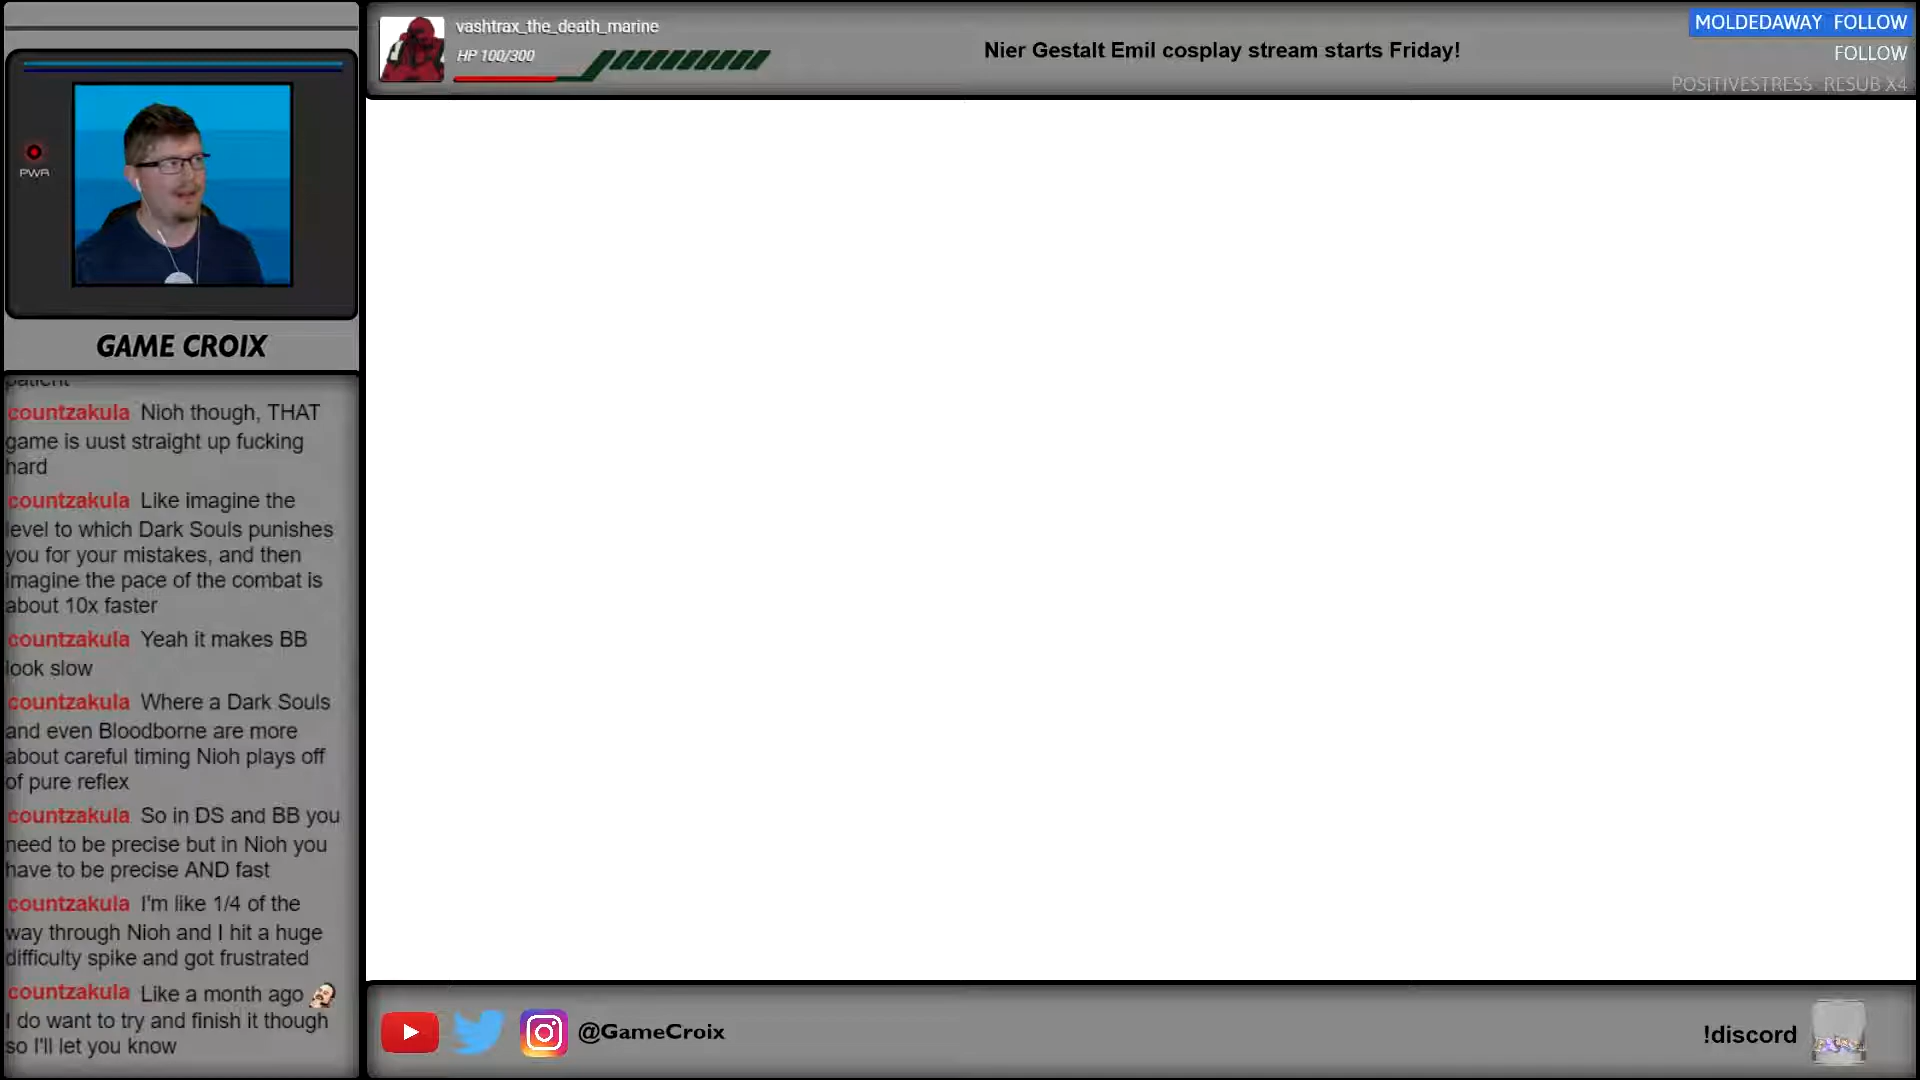 vashtrax_the_death_marine
HP 100/300
Nier Gestalt Emil cosplay stream starts Friday!
MOLDEDAWAY FOLLOW
FOLLOW
POSITIVESTRESS RESUB X4
PWR
GAME CROIX
patient
countzakula Nioh though, THAT
game is uust straight up fucking
hard
countzakula Like imagine the
level to which Dark Souls punishes
you for your mistakes, and then
imagine the pace of the combat is
about 10x faster
countzakula Yeah it makes BB
look slow
countzakula Where a Dark Souls
and even Bloodborne are more
about careful timing Nioh plays off
of pure reflex
countzakula So in DS and BB you
need to be precise but in Nioh you
have to be precise AND fast
countzakula I'm like 1/4 of the
way through Nioh and I hit a huge
difficulty spike and got frustrated
countzakula Like a month ago
I do want to try and finish it though
so I'll let you know
@GameCroix
!discord